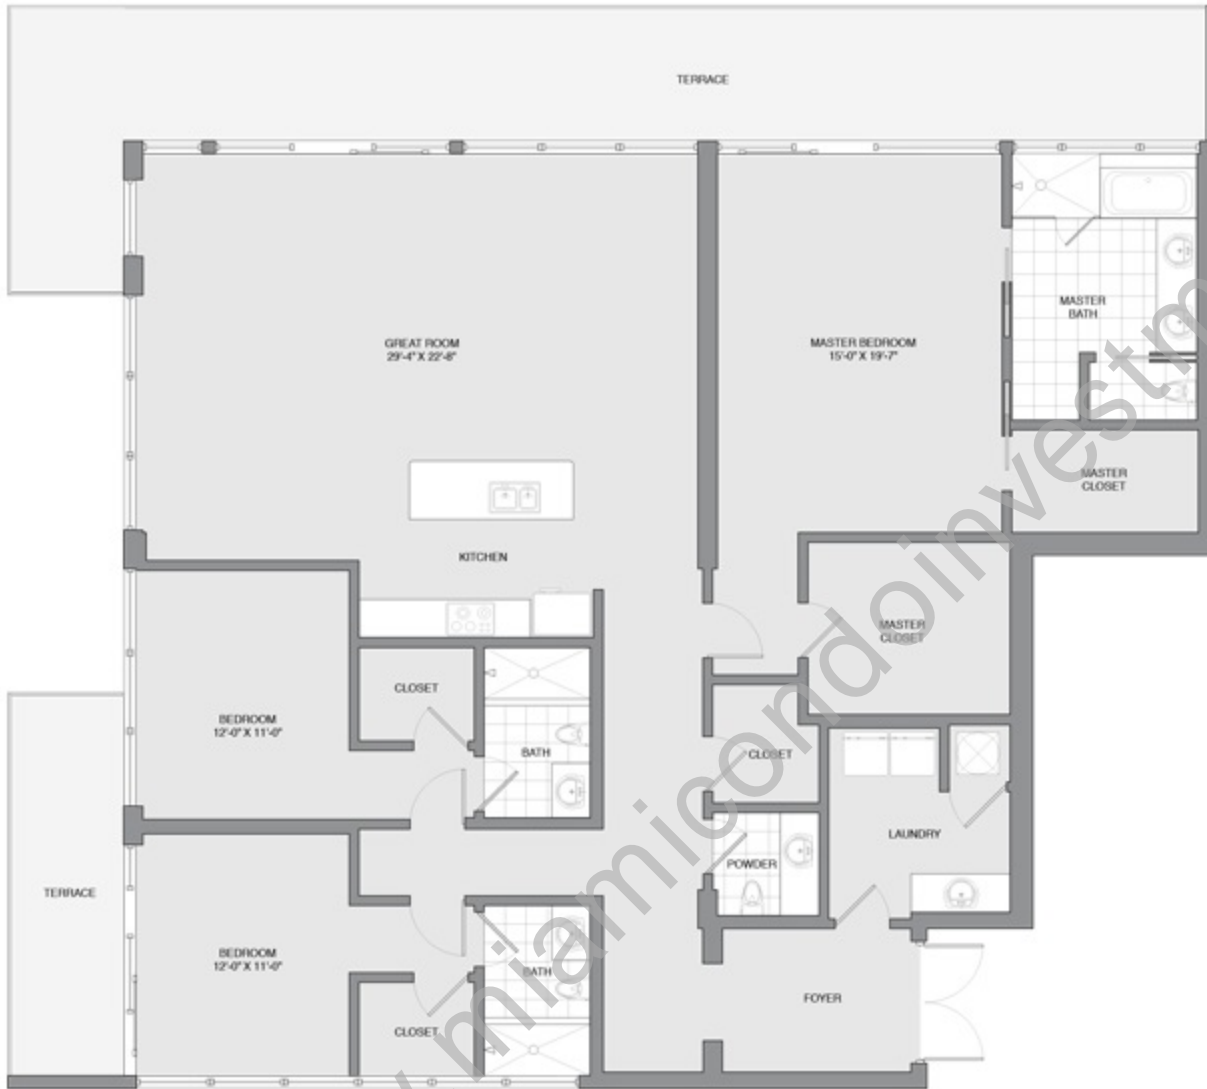 TERRACE
GREAT ROOM
29'-4" X 22'-8"
MASTER BEDROOM
15'-0" X 19'-7"
MASTER
BATH
MASTER
CLOSET
KITCHEN
MASTER
CLOSET
CLOSET
BEDROOM
12'-0" X 11'-0"
BATH
CLOSET
LAUNDRY
POWDER
TERRACE
BEDROOM
12'-0" X 11'-0"
BATH
FOYER
CLOSET
miamicondoinvestm